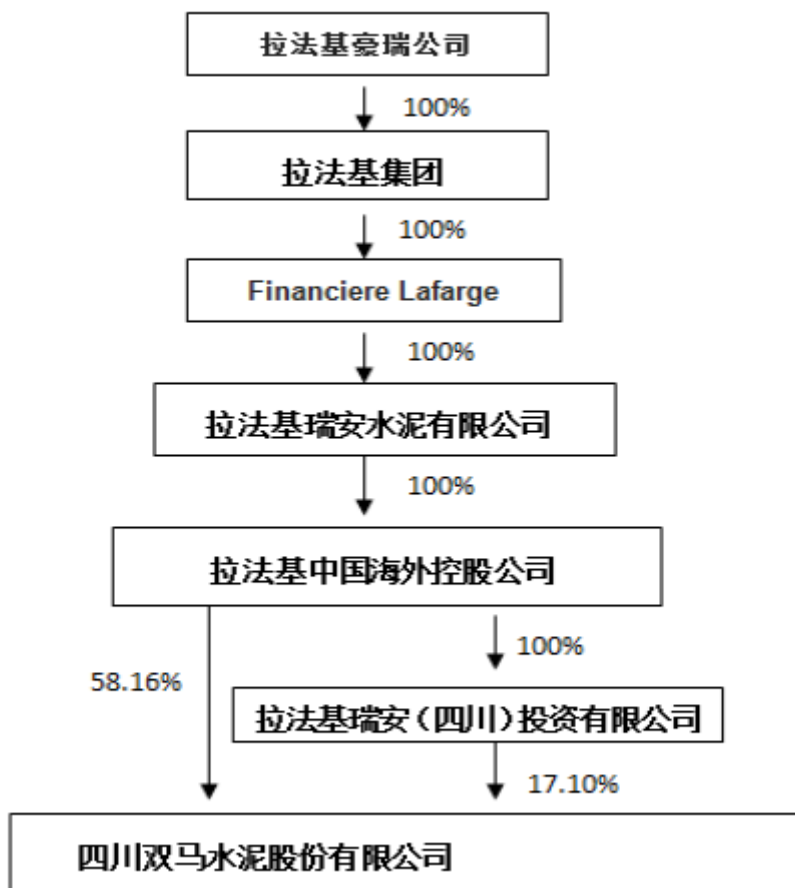 拉法基豪瑞公司
100%
拉法基集团
100%
Financiere Lafarge
100%
拉法基瑞安水泥有限公司
100%
拉法基中国海外控股公司
100%
58.16%
拉法基瑞安（四川）投资有限公司
17.10%
四川双马水泥股份有限公司